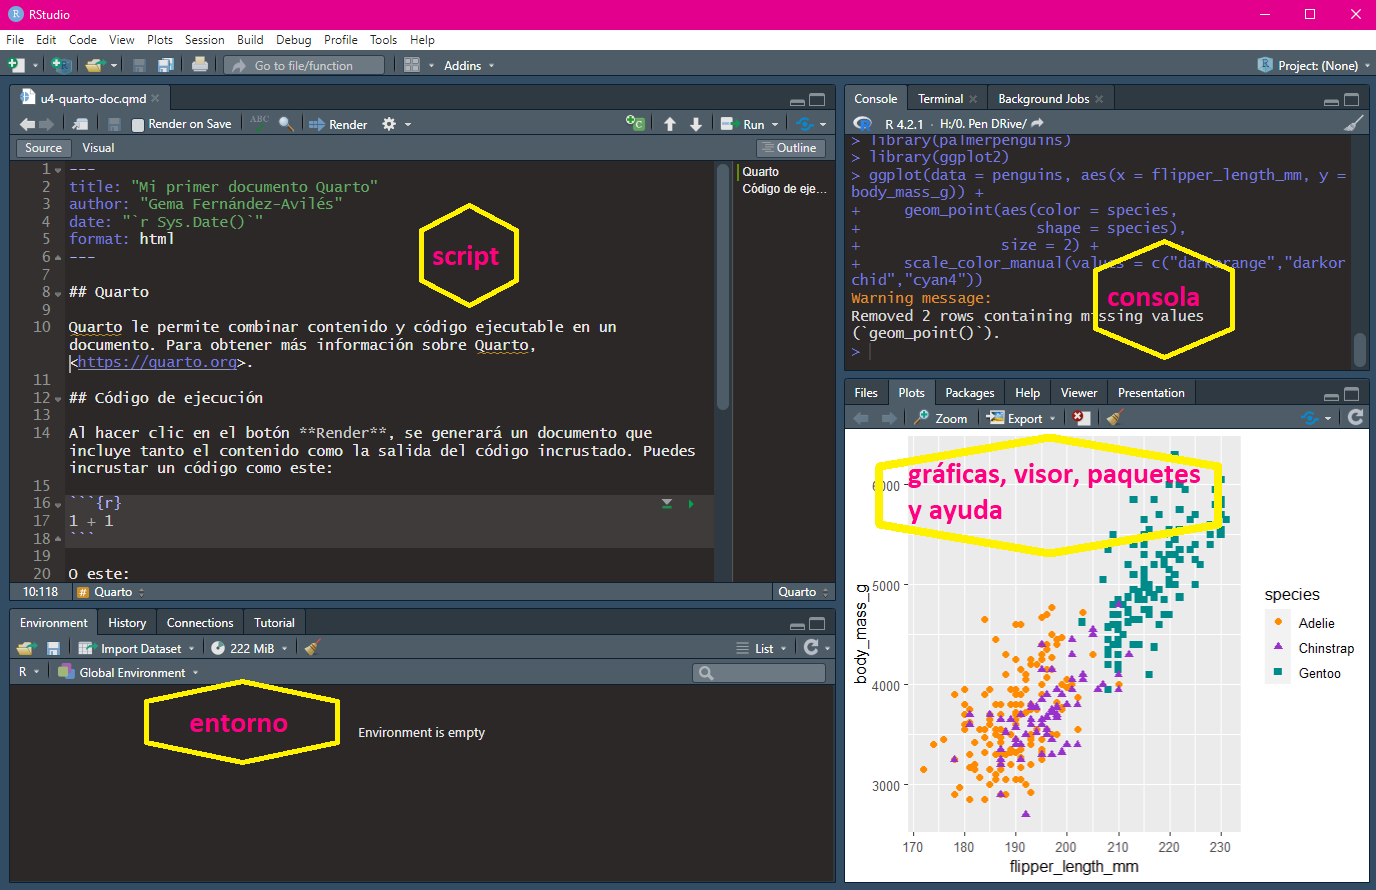 RStudio
File Edit Code View Plots Session Build Debug Profile Tools Help
Go to file/function Addins Project: (None)
u4-quarto-doc.qmd
Render on Save ABC Render Run
Source Visual Outline
1 ---
2 title: "Mi primer documento Quarto"
3 author: "Gema Fernández-Avilés"
4 date: "`r Sys.Date()`"
5 format: html
6 ---
7
8 ## Quarto
9
10 Quarto le permite combinar contenido y código ejecutable en un
documento. Para obtener más información sobre Quarto,
<https://quarto.org>.
11
12 ## Código de ejecución
13
14 Al hacer clic en el botón **Render**, se generará un documento que
incluye tanto el contenido como la salida del código incrustado. Puedes
incrustar un código como este:
15
16 ```{r}
17 1 + 1
18 ```
19
20 O este:
Quarto
Código de eje...
script
10:118 # Quarto Quarto
Environment History Connections Tutorial
Import Dataset 222 MiB List
R Global Environment
entorno
Environment is empty
Console Terminal Background Jobs
R 4.2.1 · H:/0. Pen DRive/
> library(palmerpenguins)
> library(ggplot2)
> ggplot(data = penguins, aes(x = flipper_length_mm, y =
body_mass_g)) +
+ geom_point(aes(color = species,
+ shape = species),
+ size = 2) +
+ scale_color_manual(values = c("darkorange","darkor
chid","cyan4"))
Warning message:
Removed 2 rows containing missing values
(`geom_point()`).
>
consola
Files Plots Packages Help Viewer Presentation
Zoom Export
gráficas, visor, paquetes
y ayuda
6000
5000
4000
3000
body_mass_g
170 180 190 200 210 220 230
flipper_length_mm
species
Adelie
Chinstrap
Gentoo